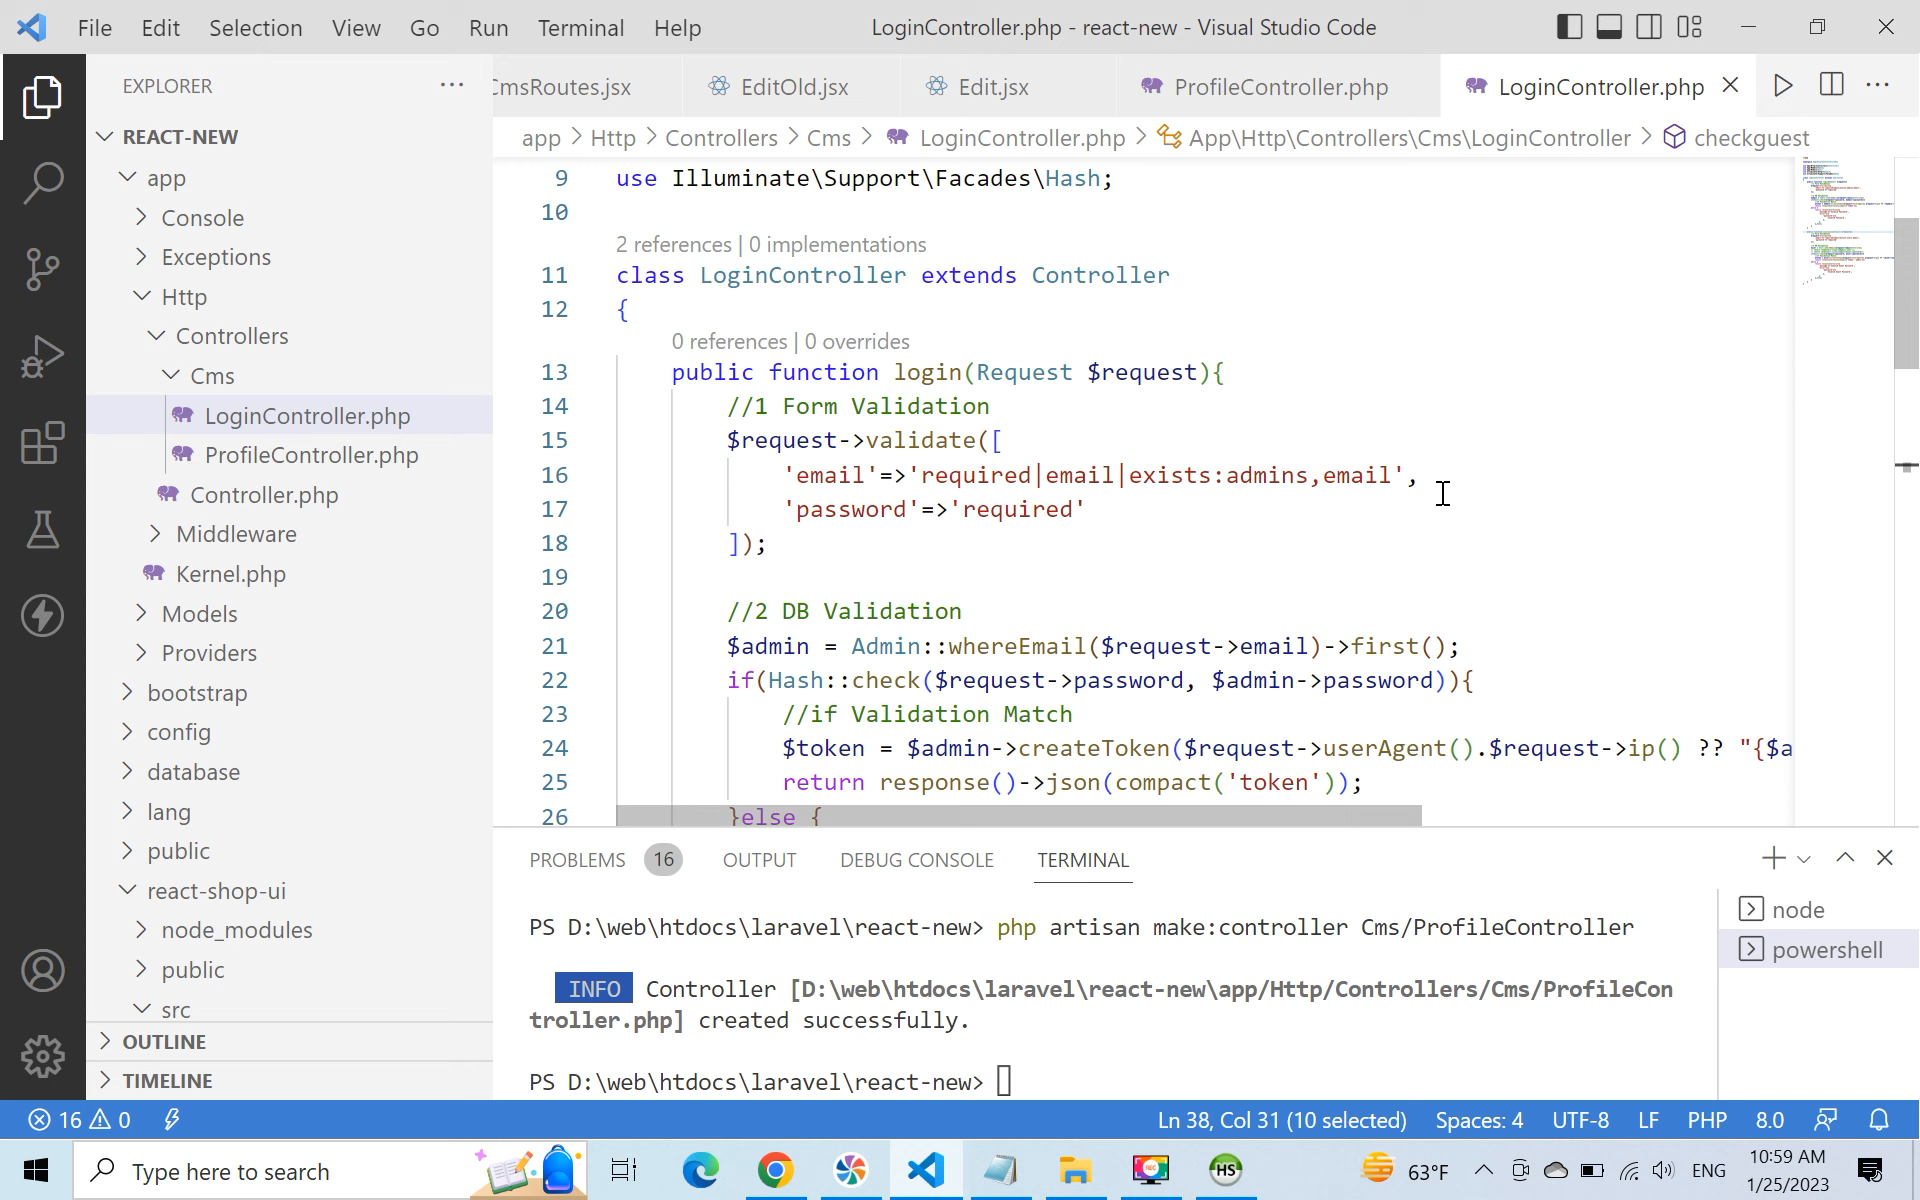 File Edit Selection View Go Run Terminal Help
LoginController.php - react-new - Visual Studio Code
EXPLORER
REACT-NEW
app
Console
Exceptions
Http
Controllers
Cms
LoginController.php
ProfileController.php
Controller.php
Middleware
Kernel.php
Models
Providers
bootstrap
config
database
lang
public
react-shop-ui
node_modules
public
src
OUTLINE
TIMELINE
CmsRoutes.jsx EditOld.jsx Edit.jsx ProfileController.php LoginController.php
app > Http > Controllers > Cms > LoginController.php > App\Http\Controllers\Cms\LoginController > checkguest
9 use Illuminate\Support\Facades\Hash;
10
2 references | 0 implementations
11 class LoginController extends Controller
12 {
0 references | 0 overrides
13 public function login(Request $request){
14 //1 Form Validation
15 $request->validate([
16 'email'=>'required|email|exists:admins,email',
17 'password'=>'required'
18 ]);
19
20 //2 DB Validation
21 $admin = Admin::whereEmail($request->email)->first();
22 if(Hash::check($request->password, $admin->password)){
23 //if Validation Match
24 $token = $admin->createToken($request->userAgent().$request->ip() ?? "{$a
25 return response()->json(compact('token'));
26 }else {
PROBLEMS 16 OUTPUT DEBUG CONSOLE TERMINAL
PS D:\web\htdocs\laravel\react-new> php artisan make:controller Cms/ProfileController
INFO Controller [D:\web\htdocs\laravel\react-new\app/Http/Controllers/Cms/ProfileCon
troller.php] created successfully.
PS D:\web\htdocs\laravel\react-new>
node
powershell
16 0 Ln 38, Col 31 (10 selected) Spaces: 4 UTF-8 LF PHP 8.0
Type here to search
REC
HS
63°F ENG
10:59 AM
1/25/2023